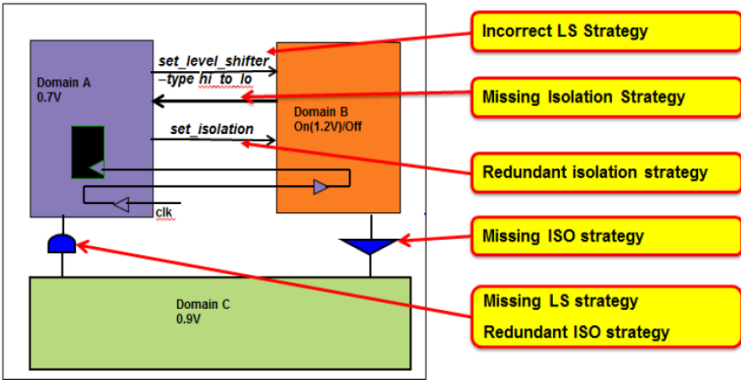 Incorrect LS Strategy
set_level_shifter
–type hi_to_lo
Domain A
0.7V
Missing Isolation Strategy
Domain B
On(1.2V)/Off
set_isolation
Redundant isolation strategy
clk
Missing ISO strategy
Domain C
0.9V
Missing LS strategy
Redundant ISO strategy